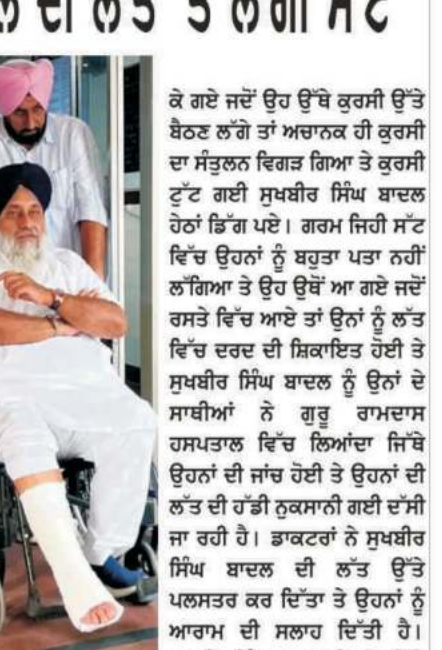 ਦੀ ਲੱਤ ਤੇ ਲੱਗੀ ਸੱਟ
ਕੇ ਗਏ ਜਦੋਂ ਉਹ ਉੱਥੇ ਕੁਰਸੀ ਉੱਤੇ
ਬੈਠਣ ਲੱਗੇ ਤਾਂ ਅਚਾਨਕ ਹੀ ਕੁਰਸੀ
ਦਾ ਸੰਤੁਲਨ ਵਿਗੜ ਗਿਆ ਤੇ ਕੁਰਸੀ
ਟੁੱਟ ਗਈ ਸੁਖਬੀਰ ਸਿੰਘ ਬਾਦਲ
ਹੇਠਾਂ ਡਿੱਗ ਪਏ। ਗਰਮ ਜਿਹੀ ਸੱਟ
ਵਿੱਚ ਉਹਨਾਂ ਨੂੰ ਬਹੁਤਾ ਪਤਾ ਨਹੀਂ
ਲੱਗਿਆ ਤੇ ਉਹ ਉਥੋਂ ਆ ਗਏ ਜਦੋਂ
ਰਸਤੇ ਵਿੱਚ ਆਏ ਤਾਂ ਉਨਾਂ ਨੂੰ ਲੱਤ
ਵਿੱਚ ਦਰਦ ਦੀ ਸ਼ਿਕਾਇਤ ਹੋਈ ਤੇ
ਸੁਖਬੀਰ ਸਿੰਘ ਬਾਦਲ ਨੂੰ ਉਨਾਂ ਦੇ
ਸਾਥੀਆਂ ਨੇ ਗੁਰੂ ਰਾਮਦਾਸ
ਹਸਪਤਾਲ ਵਿੱਚ ਲਿਆਂਦਾ ਜਿੱਥੇ
ਉਹਨਾਂ ਦੀ ਜਾਂਚ ਹੋਈ ਤੇ ਉਹਨਾਂ ਦੀ
ਲੱਤ ਦੀ ਹੱਡੀ ਨੁਕਸਾਨੀ ਗਈ ਦੱਸੀ
ਜਾ ਰਹੀ ਹੈ। ਡਾਕਟਰਾਂ ਨੇ ਸੁਖਬੀਰ
ਸਿੰਘ ਬਾਦਲ ਦੀ ਲੱਤ ਉੱਤੇ
ਪਲਸਤਰ ਕਰ ਦਿੱਤਾ ਤੇ ਉਹਨਾਂ ਨੂੰ
ਆਰਾਮ ਦੀ ਸਲਾਹ ਦਿੱਤੀ ਹੈ।